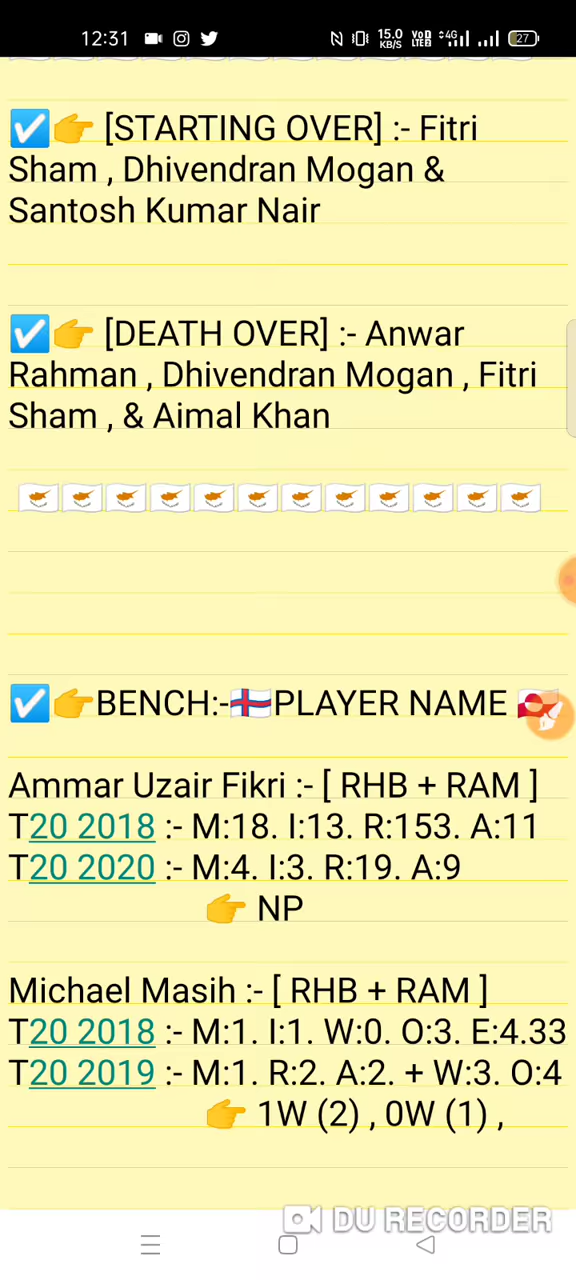 12:31 15.0 KB/S VoD LTE2 4G 27
☑👉 [STARTING OVER] :- Fitri
Sham , Dhivendran Mogan &
Santosh Kumar Nair
☑👉 [DEATH OVER] :- Anwar
Rahman , Dhivendran Mogan , Fitri
Sham , & Aimal Khan
🇨🇾🇨🇾🇨🇾🇨🇾🇨🇾🇨🇾🇨🇾🇨🇾🇨🇾🇨🇾🇨🇾🇨🇾
☑👉BENCH:-🇫🇴PLAYER NAME 🇬🇱
Ammar Uzair Fikri :- [ RHB + RAM ]
T20 2018 :- M:18. I:13. R:153. A:11
T20 2020 :- M:4. I:3. R:19. A:9
👉 NP
Michael Masih :- [ RHB + RAM ]
T20 2018 :- M:1. I:1. W:0. O:3. E:4.33
T20 2019 :- M:1. R:2. A:2. + W:3. O:4
👉 1W (2) , 0W (1) ,
DU RECORDER